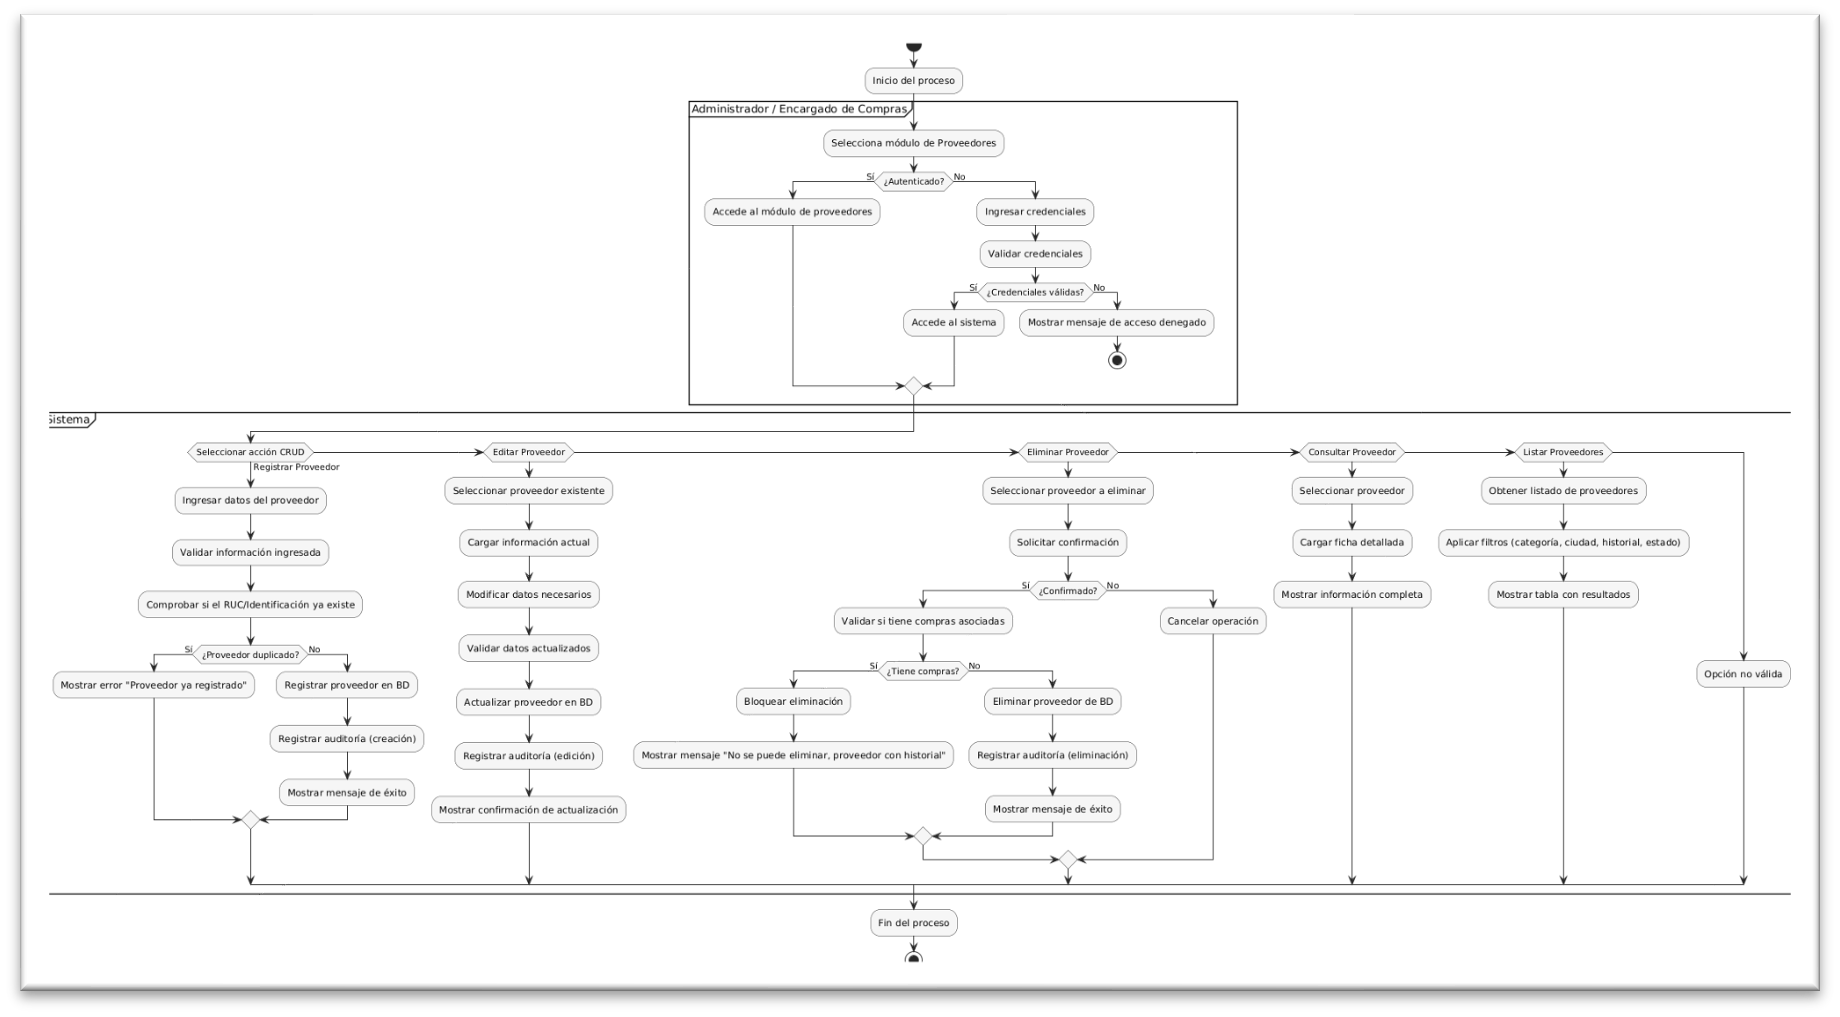 Inicio del proceso
Administrador / Encargado de Compras
Selecciona módulo de Proveedores
¿Autenticado?
Sí
No
Accede al módulo de proveedores
Ingresar credenciales
Validar credenciales
¿Credenciales válidas?
Sí
No
Accede al sistema
Mostrar mensaje de acceso denegado
Sistema
Seleccionar acción CRUD
Registrar Proveedor
Ingresar datos del proveedor
Validar información ingresada
Comprobar si el RUC/Identificación ya existe
Sí
¿Proveedor duplicado?
No
Mostrar error "Proveedor ya registrado"
Registrar proveedor en BD
Registrar auditoría (creación)
Mostrar mensaje de éxito
Editar Proveedor
Seleccionar proveedor existente
Cargar información actual
Modificar datos necesarios
Validar datos actualizados
Actualizar proveedor en BD
Registrar auditoría (edición)
Mostrar confirmación de actualización
Eliminar Proveedor
Seleccionar proveedor a eliminar
Solicitar confirmación
Sí
¿Confirmado?
No
Validar si tiene compras asociadas
Cancelar operación
Sí
¿Tiene compras?
No
Bloquear eliminación
Mostrar mensaje "No se puede eliminar, proveedor con historial"
Eliminar proveedor de BD
Registrar auditoría (eliminación)
Mostrar mensaje de éxito
Consultar Proveedor
Seleccionar proveedor
Cargar ficha detallada
Mostrar información completa
Listar Proveedores
Obtener listado de proveedores
Aplicar filtros (categoría, ciudad, historial, estado)
Mostrar tabla con resultados
Opción no válida
Fin del proceso